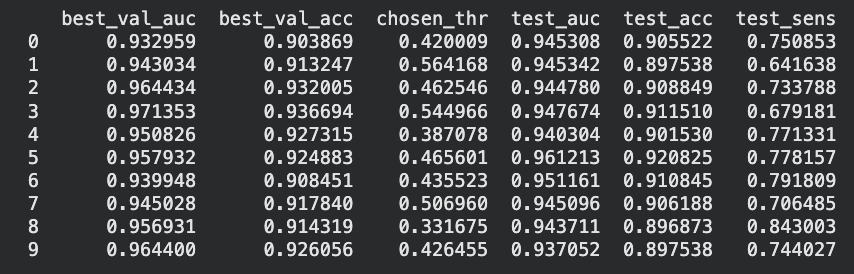 best_val_auc best_val_acc chosen_thr test_auc test_acc test_sens
0 0.932959 0.903869 0.420009 0.945308 0.905522 0.750853
1 0.943034 0.913247 0.564168 0.945342 0.897538 0.641638
2 0.964434 0.932005 0.462546 0.944780 0.908849 0.733788
3 0.971353 0.936694 0.544966 0.947674 0.911510 0.679181
4 0.950826 0.927315 0.387078 0.940304 0.901530 0.771331
5 0.957932 0.924883 0.465601 0.961213 0.920825 0.778157
6 0.939948 0.908451 0.435523 0.951161 0.910845 0.791809
7 0.945028 0.917840 0.506960 0.945096 0.906188 0.706485
8 0.956931 0.914319 0.331675 0.943711 0.896873 0.843003
9 0.964400 0.926056 0.426455 0.937052 0.897538 0.744027